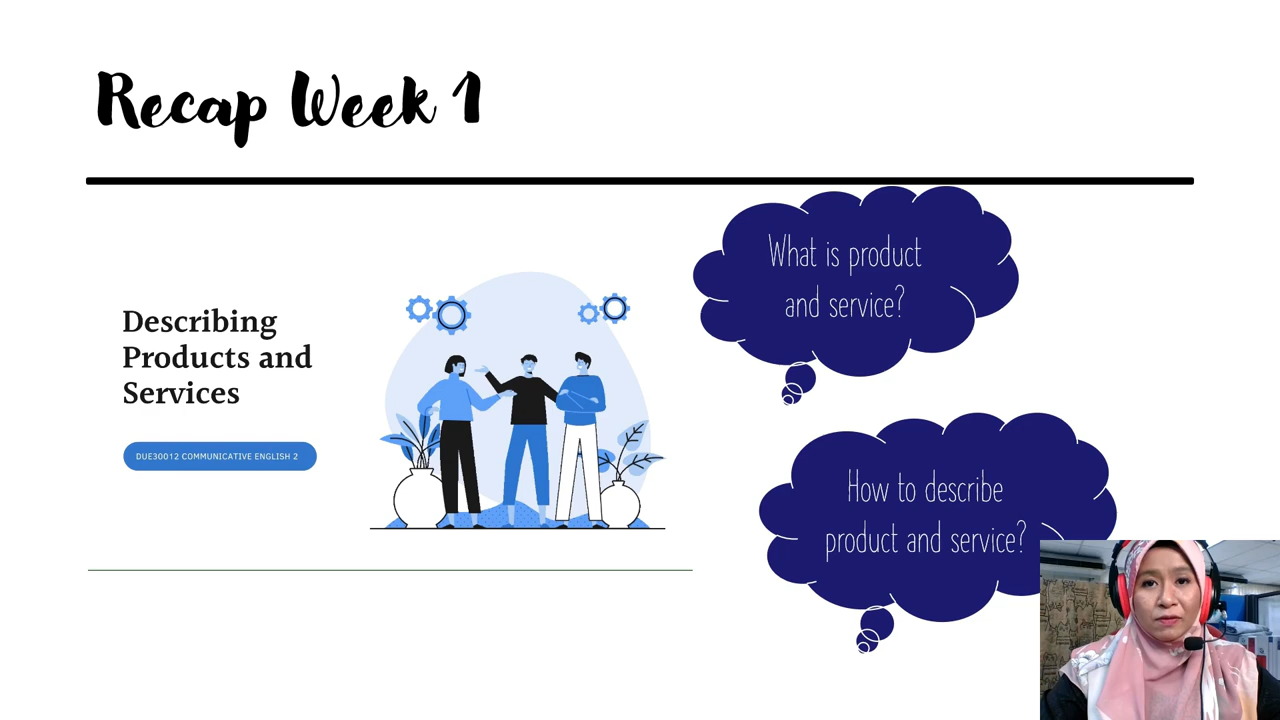 Recap Week 1
Describing
Products and
Services
DUE30012 COMMUNICATIVE ENGLISH 2
What is product
and service?
How to describe
product and service?